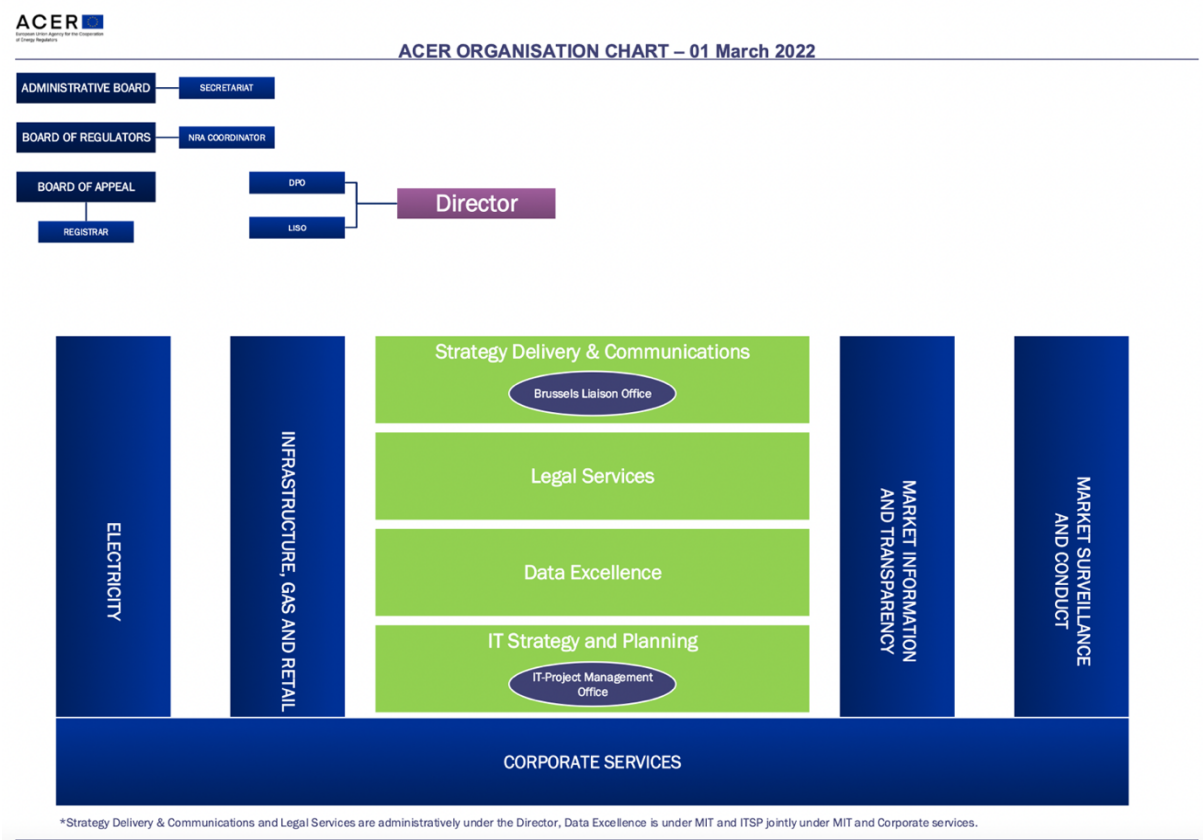 ACER
European Union Agency for the Cooperation
of Energy Regulators
ACER ORGANISATION CHART – 01 March 2022
ADMINISTRATIVE BOARD
SECRETARIAT
BOARD OF REGULATORS
NRA COORDINATOR
BOARD OF APPEAL
REGISTRAR
DPO
LISO
Director
ELECTRICITY
INFRASTRUCTURE, GAS AND RETAIL
Strategy Delivery & Communications
Brussels Liaison Office
Legal Services
Data Excellence
IT Strategy and Planning
IT-Project Management
Office
MARKET INFORMATION
AND TRANSPARENCY
MARKET SURVEILLANCE
AND CONDUCT
CORPORATE SERVICES
*Strategy Delivery & Communications and Legal Services are administratively under the Director, Data Excellence is under MIT and ITSP jointly under MIT and Corporate services.